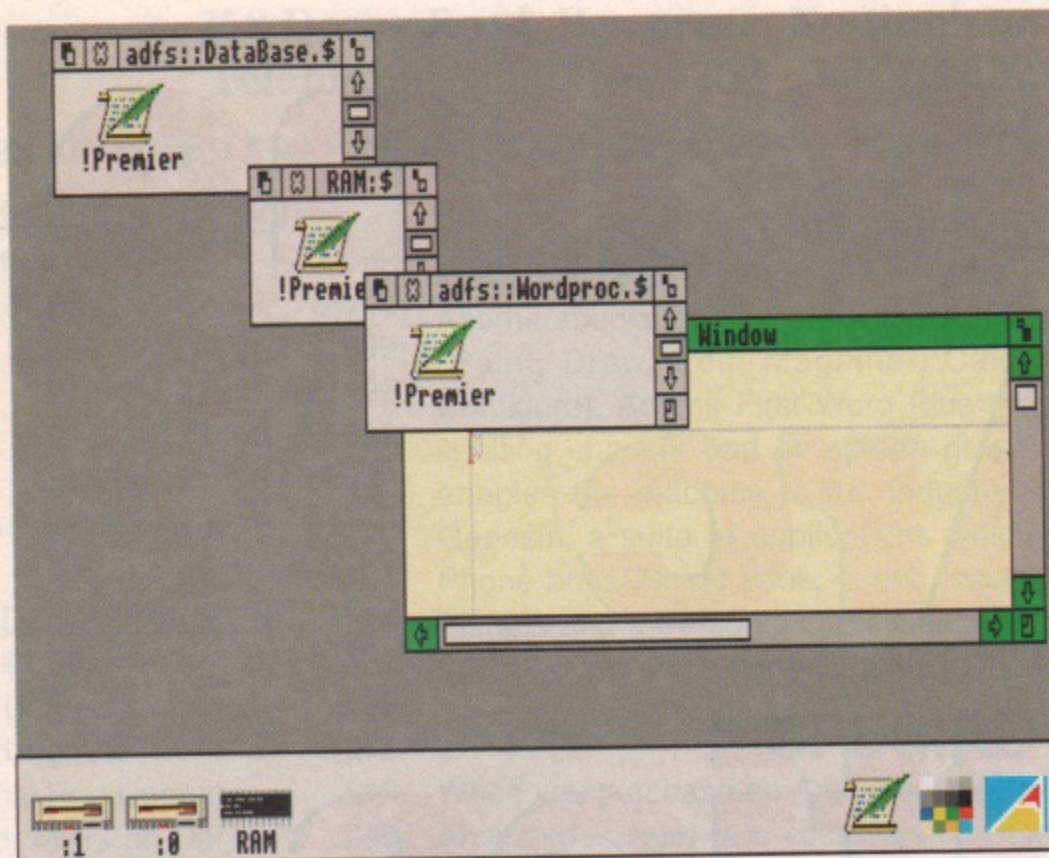 adfs::DataBase.$
!Premier
RAM:$
!Premie
adfs::Wordproc.$
!Premier
Window
:1
:0
RAM